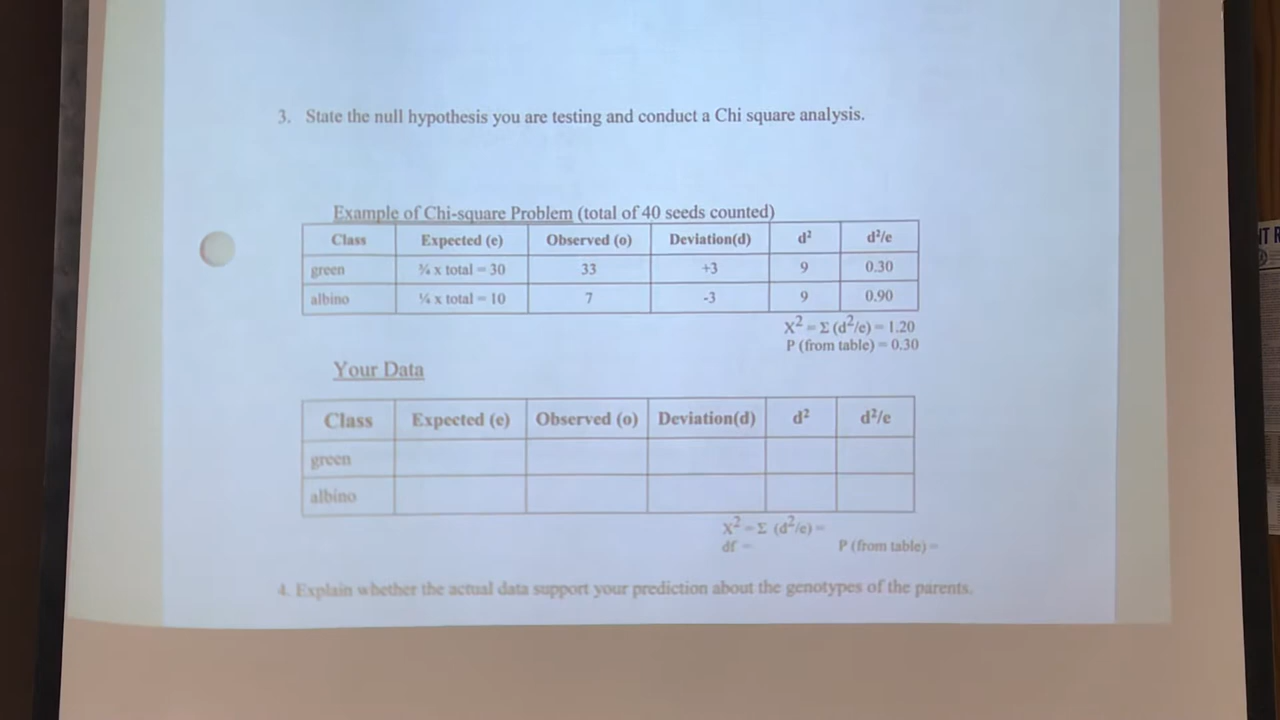 3. State the null hypothesis you are testing and conduct a Chi square analysis.
Example of Chi-square Problem (total of 40 seeds counted)
Class Expected (e) Observed (o) Deviation(d) d² d²/e
green ¾ x total = 30 33 +3 9 0.30
albino ¼ x total = 10 7 -3 9 0.90
X² = Σ (d²/e) = 1.20
P (from table) = 0.30
Your Data
Class Expected (e) Observed (o) Deviation(d) d² d²/e
green
albino
X² = Σ (d²/e) =
df = P (from table) =
4. Explain whether the actual data support your prediction about the genotypes of the parents.